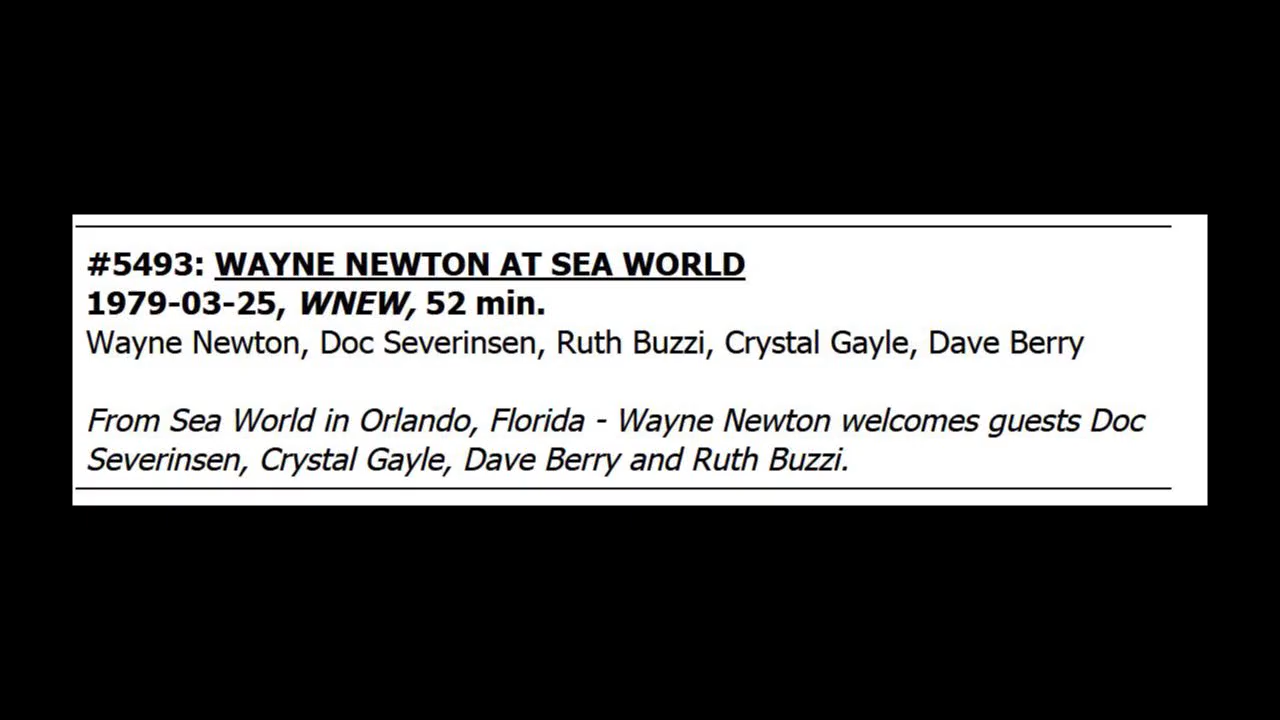 #5493: WAYNE NEWTON AT SEA WORLD
1979-03-25, WNEW, 52 min.
Wayne Newton, Doc Severinsen, Ruth Buzzi, Crystal Gayle, Dave Berry
From Sea World in Orlando, Florida - Wayne Newton welcomes guests Doc
Severinsen, Crystal Gayle, Dave Berry and Ruth Buzzi.